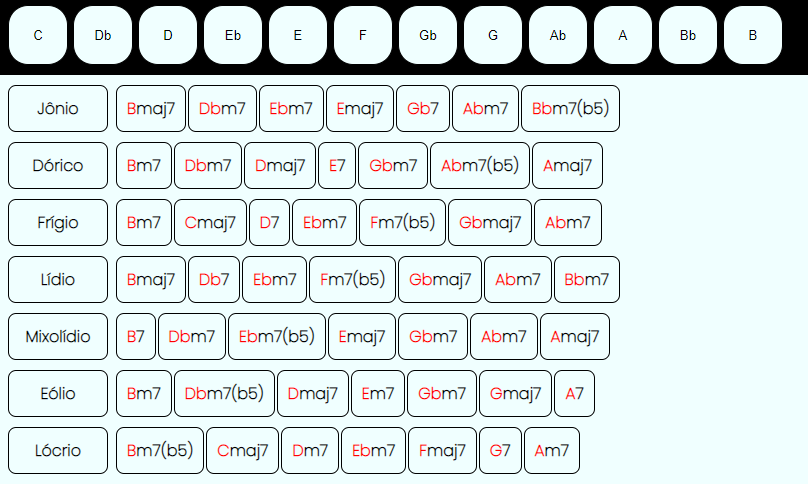 C Db D Eb E F Gb G Ab A Bb B
Jônio Bmaj7 Dbm7 Ebm7 Emaj7 Gb7 Abm7 Bbm7(b5)
Dórico Bm7 Dbm7 Dmaj7 E7 Gbm7 Abm7(b5) Amaj7
Frígio Bm7 Cmaj7 D7 Ebm7 Fm7(b5) Gbmaj7 Abm7
Lídio Bmaj7 Db7 Ebm7 Fm7(b5) Gbmaj7 Abm7 Bbm7
Mixolídio B7 Dbm7 Ebm7(b5) Emaj7 Gbm7 Abm7 Amaj7
Eólio Bm7 Dbm7(b5) Dmaj7 Em7 Gbm7 Gmaj7 A7
Lócrio Bm7(b5) Cmaj7 Dm7 Ebm7 Fmaj7 G7 Am7